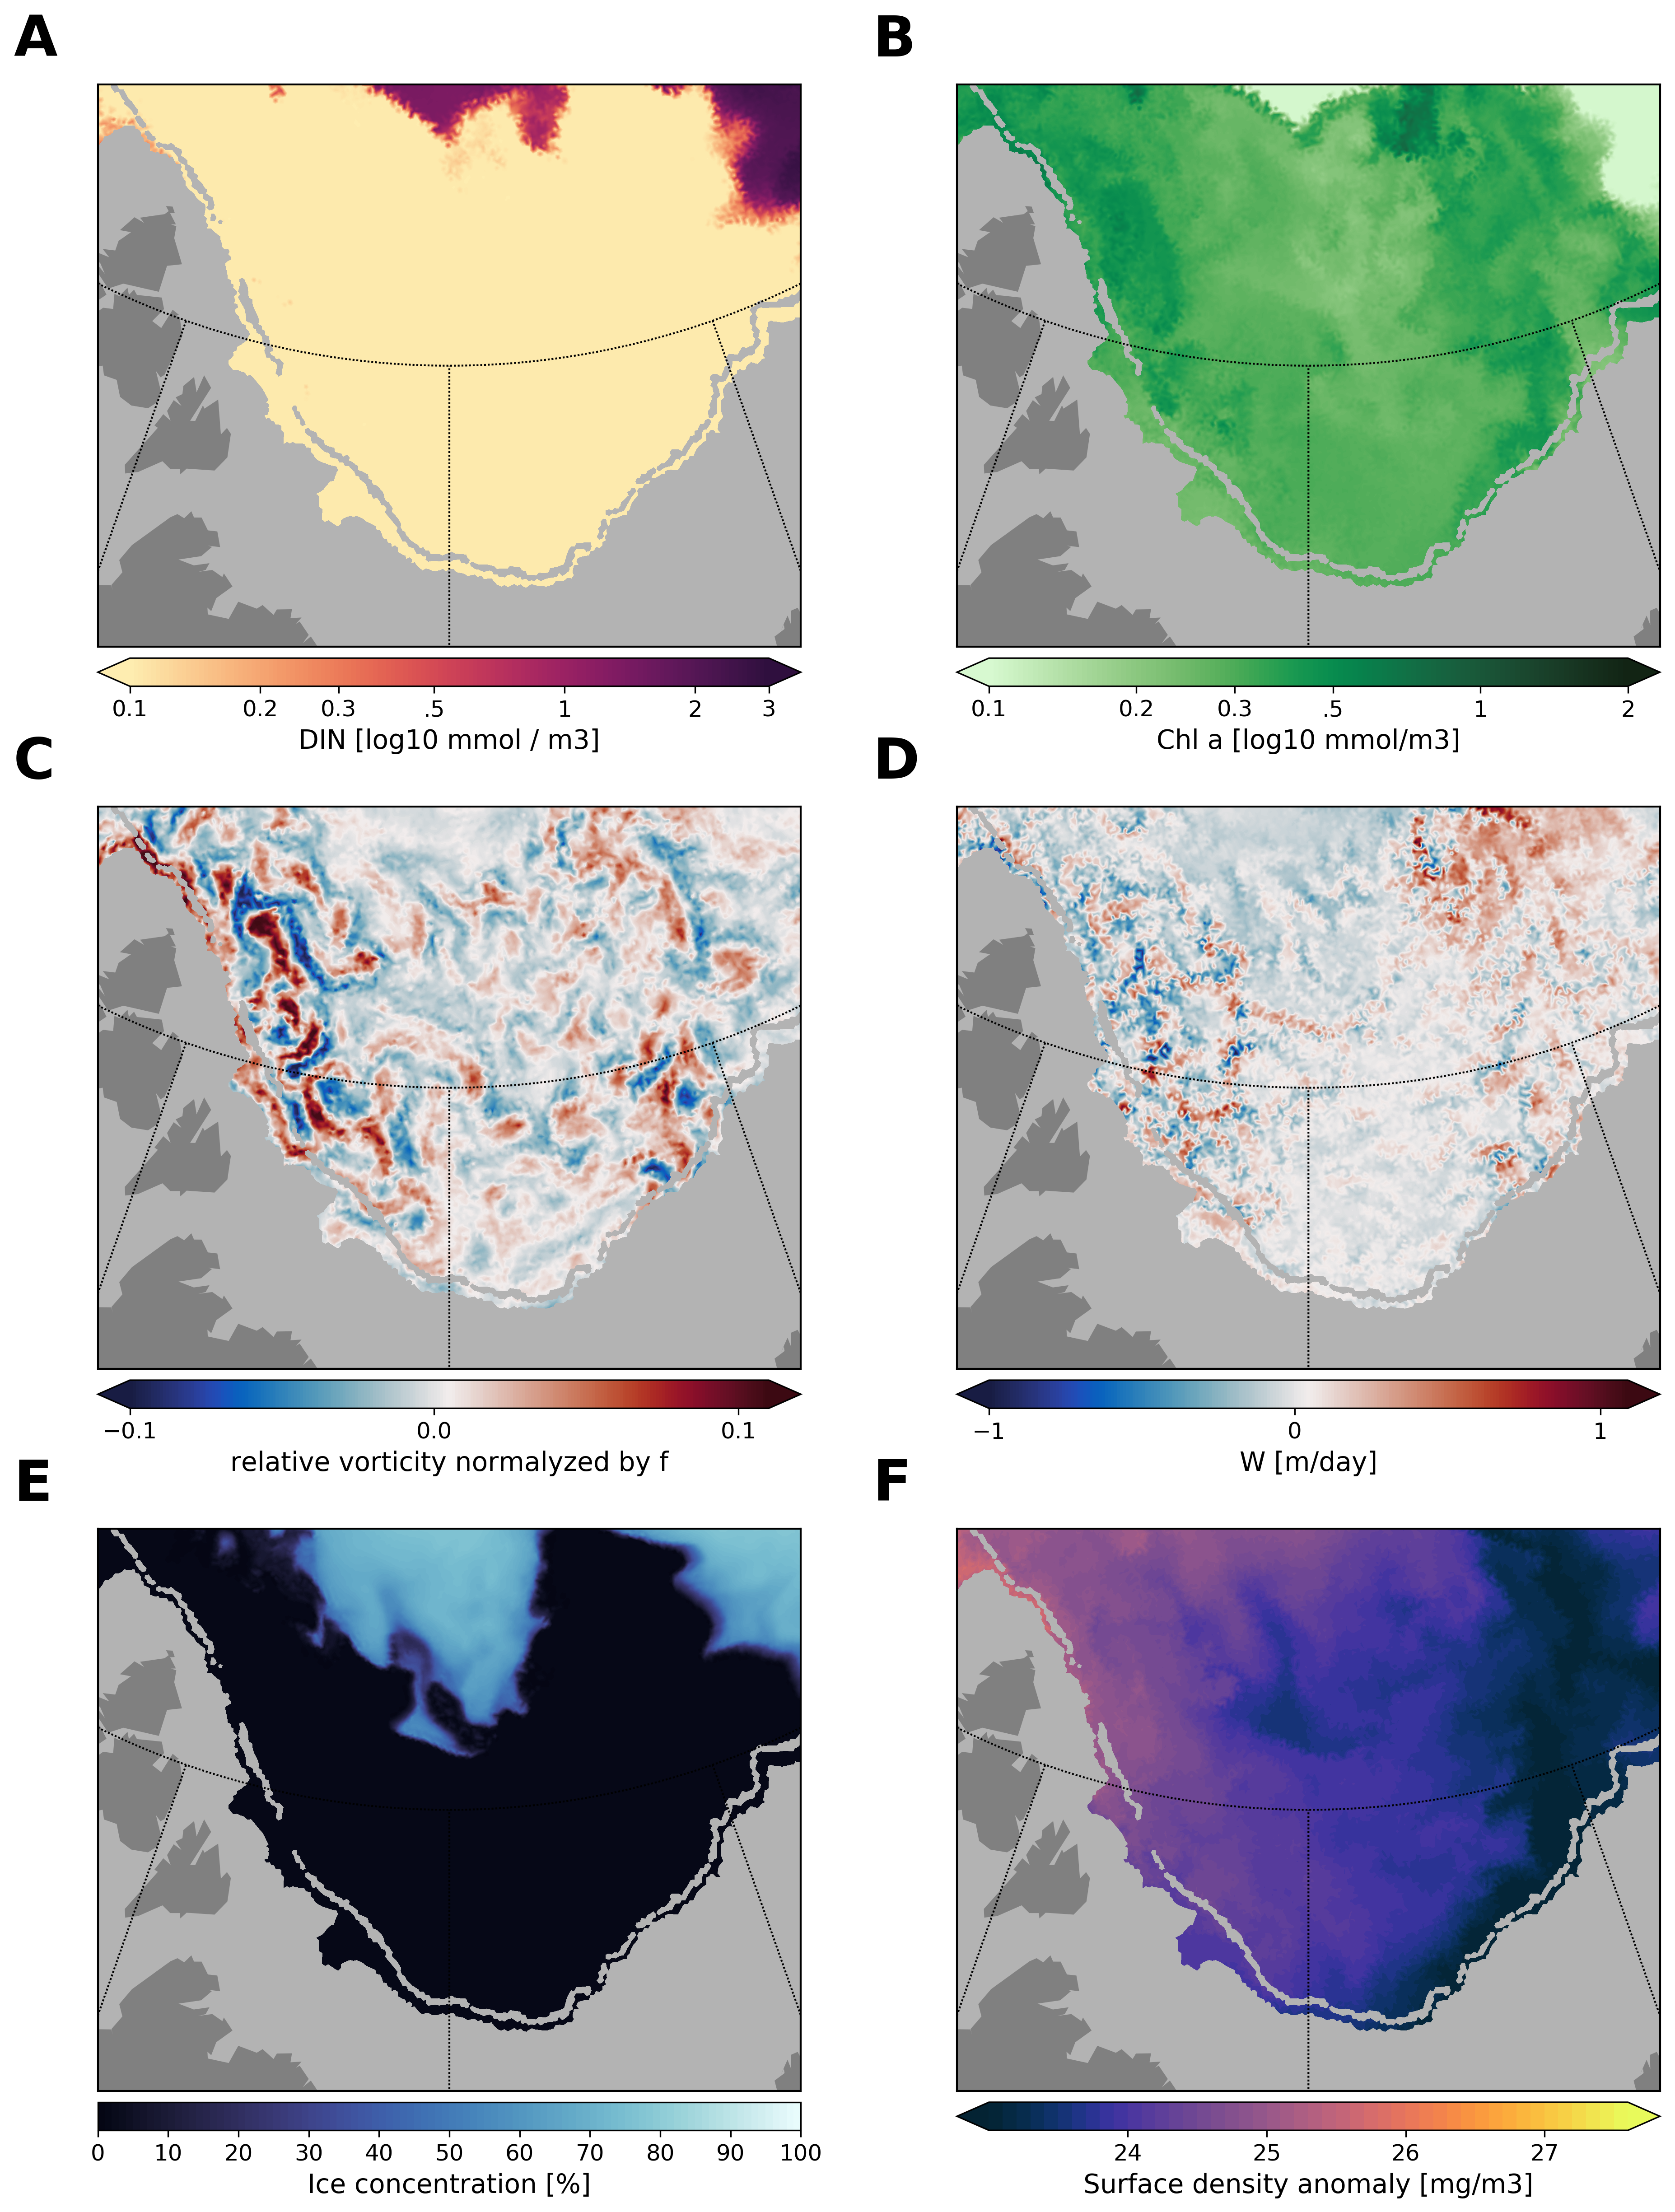 A
B
0.1 0.2 0.3 .5 1 2 3
DIN [log10 mmol / m3]
0.1 0.2 0.3 .5 1 2
Chl a [log10 mmol/m3]
C
D
−0.1 0.0 0.1
relative vorticity normalyzed by f
−1 0 1
W [m/day]
E
F
0 10 20 30 40 50 60 70 80 90 100
Ice concentration [%]
24 25 26 27
Surface density anomaly [mg/m3]